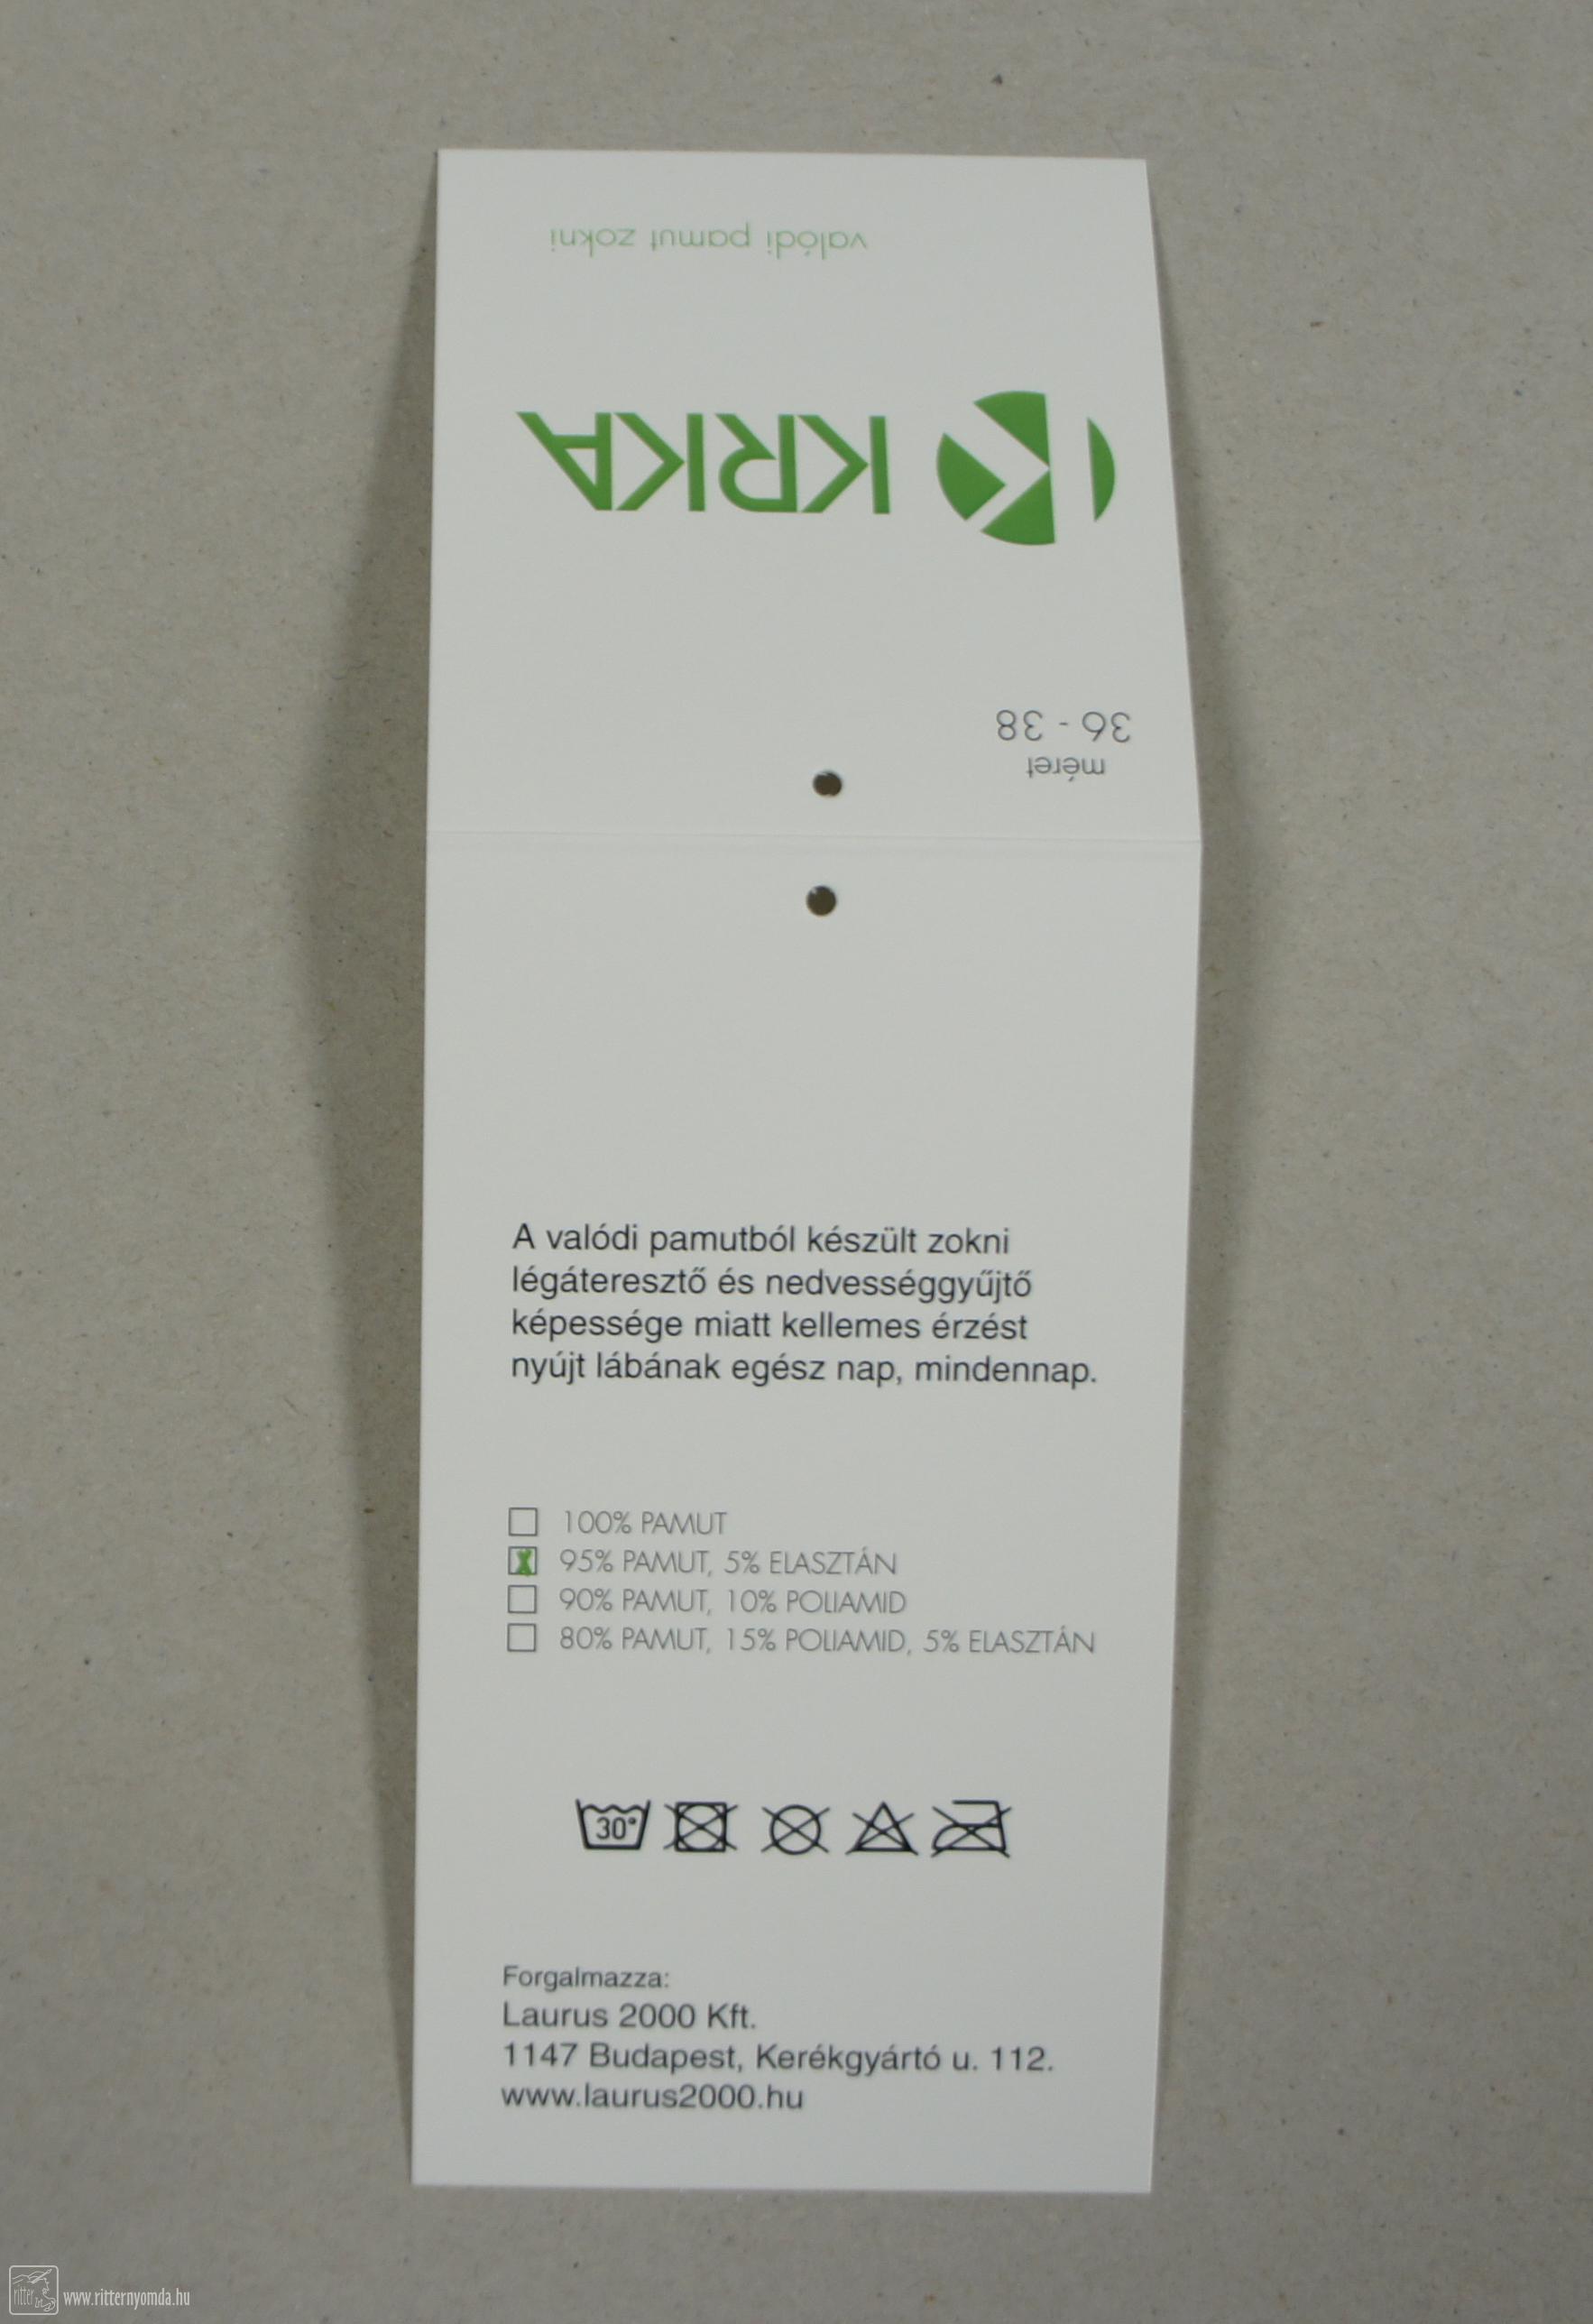 valódi pamut zokni
KRKA
36 - 38
méret
A valódi pamutból készült zokni
légáteresztő és nedvességgyűjtő
képessége miatt kellemes érzést
nyújt lábának egész nap, mindennap.
100% PAMUT
95% PAMUT, 5% ELASZTÁN
90% PAMUT, 10% POLIAMID
80% PAMUT, 15% POLIAMID, 5% ELASZTÁN
30°
Forgalmazza:
Laurus 2000 Kft.
1147 Budapest, Kerékgyártó u. 112.
www.laurus2000.hu
ritter www.ritternyomda.hu